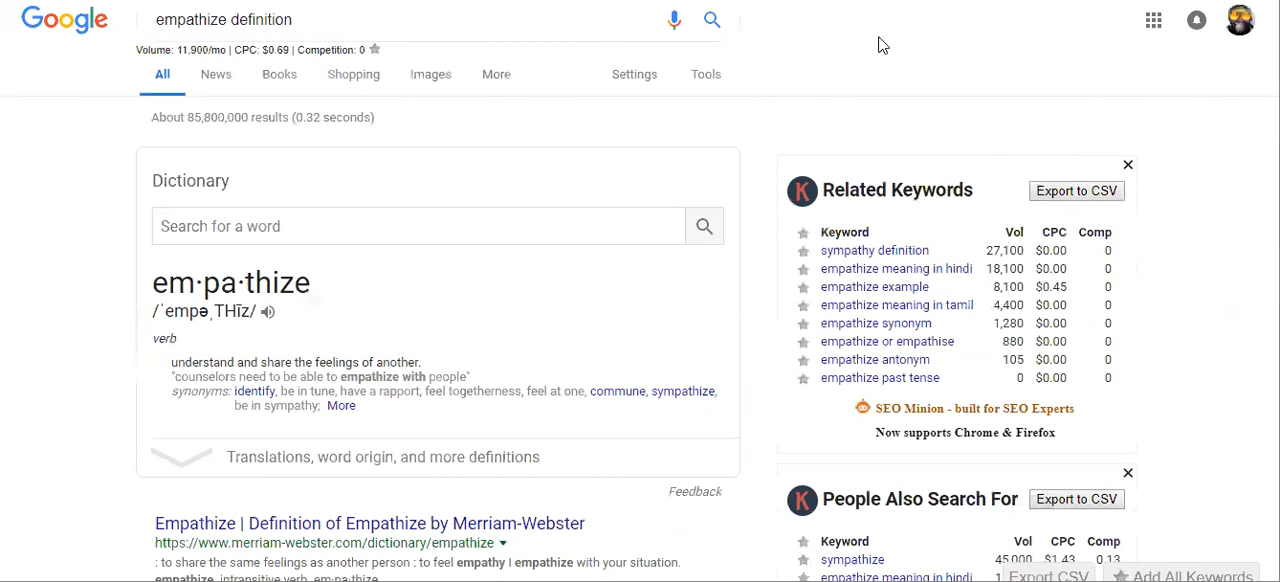 Google
empathize definition
Volume: 11,900/mo | CPC: $0.69 | Competition: 0
All News Books Shopping Images More Settings Tools
About 85,800,000 results (0.32 seconds)
Dictionary
Search for a word
em·pa·thize
/ˈempəˌTHīz/
verb
understand and share the feelings of another.
"counselors need to be able to empathize with people"
synonyms: identify, be in tune, have a rapport, feel togetherness, feel at one, commune, sympathize,
be in sympathy; More
Translations, word origin, and more definitions
Feedback
Empathize | Definition of Empathize by Merriam-Webster
https://www.merriam-webster.com/dictionary/empathize
: to share the same feelings as another person : to feel empathy I empathize with your situation.
empathize. intransitive verb. em·pa·thize
K Related Keywords Export to CSV
Keyword Vol CPC Comp
sympathy definition 27,100 $0.00 0
empathize meaning in hindi 18,100 $0.00 0
empathize example 8,100 $0.45 0
empathize meaning in tamil 4,400 $0.00 0
empathize synonym 1,280 $0.00 0
empathize or empathise 880 $0.00 0
empathize antonym 105 $0.00 0
empathize past tense 0 $0.00 0
SEO Minion - built for SEO Experts
Now supports Chrome & Firefox
K People Also Search For Export to CSV
Keyword Vol CPC Comp
sympathize 45,000 $1.43 0.13
empathize meaning in hindi
Export CSV Add All Keywords